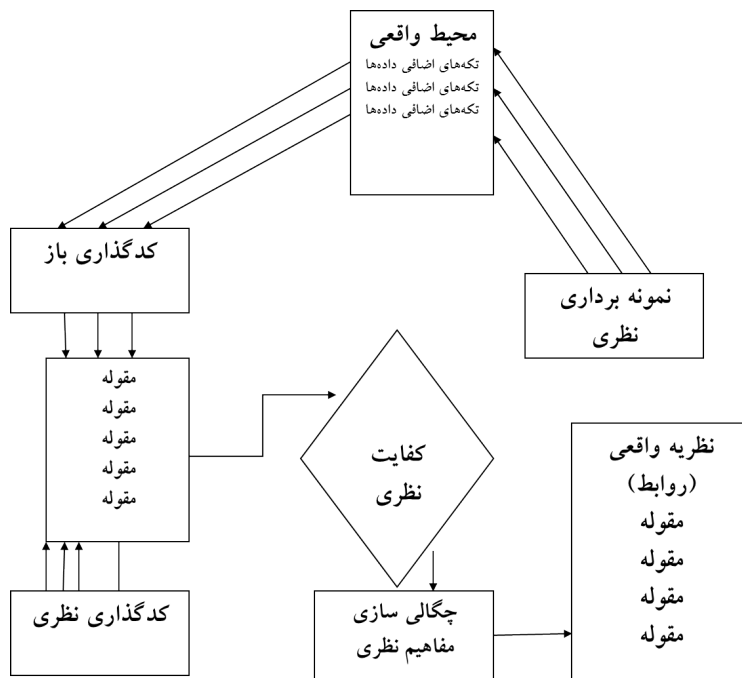 محیط واقعی
تکه‌های اضافی داده‌ها
تکه‌های اضافی داده‌ها
تکه‌های اضافی داده‌ها
کدگذاری باز
نمونه برداری
نظری
مقوله
مقوله
مقوله
مقوله
مقوله
کفایت
نظری
نظریه واقعی
(روابط)
مقوله
مقوله
مقوله
مقوله
کدگذاری نظری
چگالی سازی
مفاهیم نظری